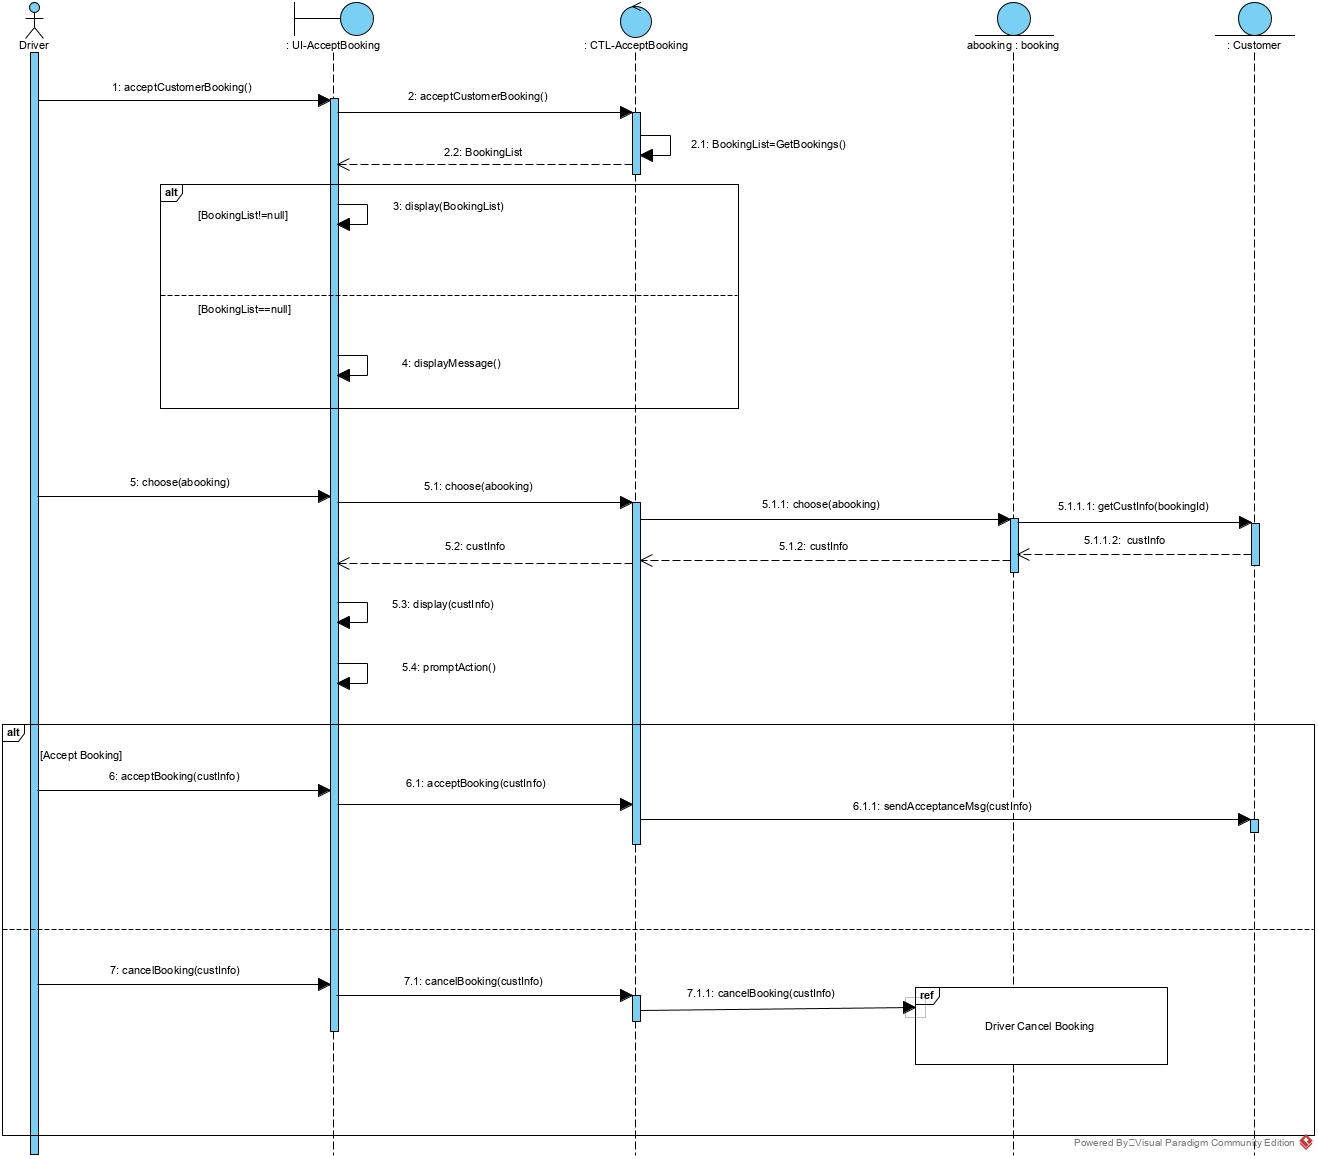 Driver
: UI-AcceptBooking
: CTL-AcceptBooking
abooking : booking
: Customer
1: acceptCustomerBooking()
2: acceptCustomerBooking()
2.1: BookingList=GetBookings()
2.2: BookingList
alt
[BookingList!=null]
3: display(BookingList)
[BookingList==null]
4: displayMessage()
5: choose(abooking)
5.1: choose(abooking)
5.1.1: choose(abooking)
5.1.1.1: getCustInfo(bookingId)
5.1.1.2: custInfo
5.1.2: custInfo
5.2: custInfo
5.3: display(custInfo)
5.4: promptAction()
alt
[Accept Booking]
6: acceptBooking(custInfo)
6.1: acceptBooking(custInfo)
6.1.1: sendAcceptanceMsg(custInfo)
7: cancelBooking(custInfo)
7.1: cancelBooking(custInfo)
7.1.1: cancelBooking(custInfo)
ref
Driver Cancel Booking
Powered By Visual Paradigm Community Edition